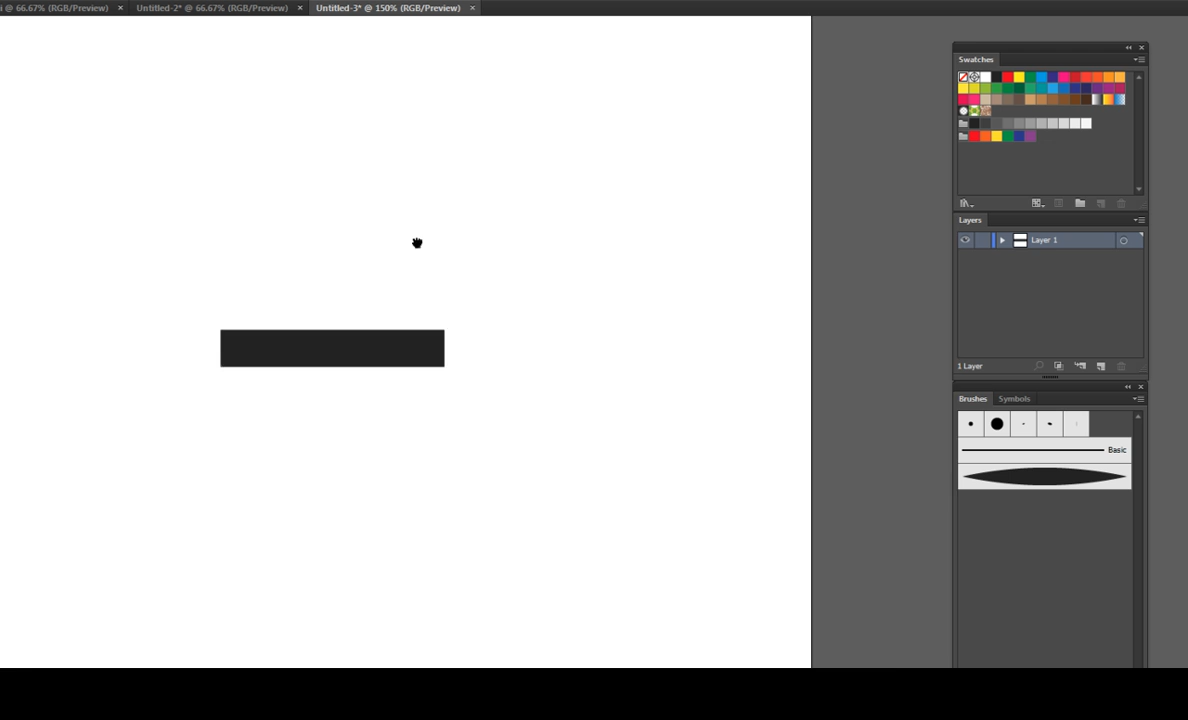 i @ 66.67% (RGB/Preview) Untitled-2* @ 66.67% (RGB/Preview) Untitled-3* @ 150% (RGB/Preview)
Swatches
Layers
Layer 1
1 Layer
Brushes Symbols
Basic